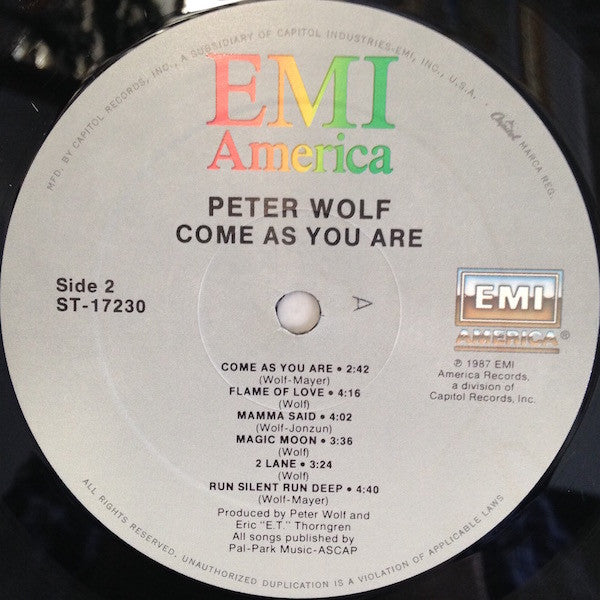 MFD. BY CAPITOL RECORDS, INC., A SUBSIDIARY OF CAPITOL INDUSTRIES-EMI, INC., U.S.A. • Capitol MARCA REG.
EMI
America
PETER WOLF
COME AS YOU ARE
Side 2
ST-17230
A
EMI
AMERICA®
℗ 1987 EMI
America Records,
a division of
Capitol Records, Inc.
COME AS YOU ARE • 2:42
(Wolf-Mayer)
FLAME OF LOVE • 4:16
(Wolf)
MAMMA SAID • 4:02
(Wolf-Jonzun)
MAGIC MOON • 3:36
(Wolf)
2 LANE • 3:24
(Wolf)
RUN SILENT RUN DEEP • 4:40
(Wolf-Mayer)
Produced by Peter Wolf and
Eric "E.T." Thorngren
All songs published by
Pal-Park Music-ASCAP
ALL RIGHTS RESERVED. UNAUTHORIZED DUPLICATION IS A VIOLATION OF APPLICABLE LAWS